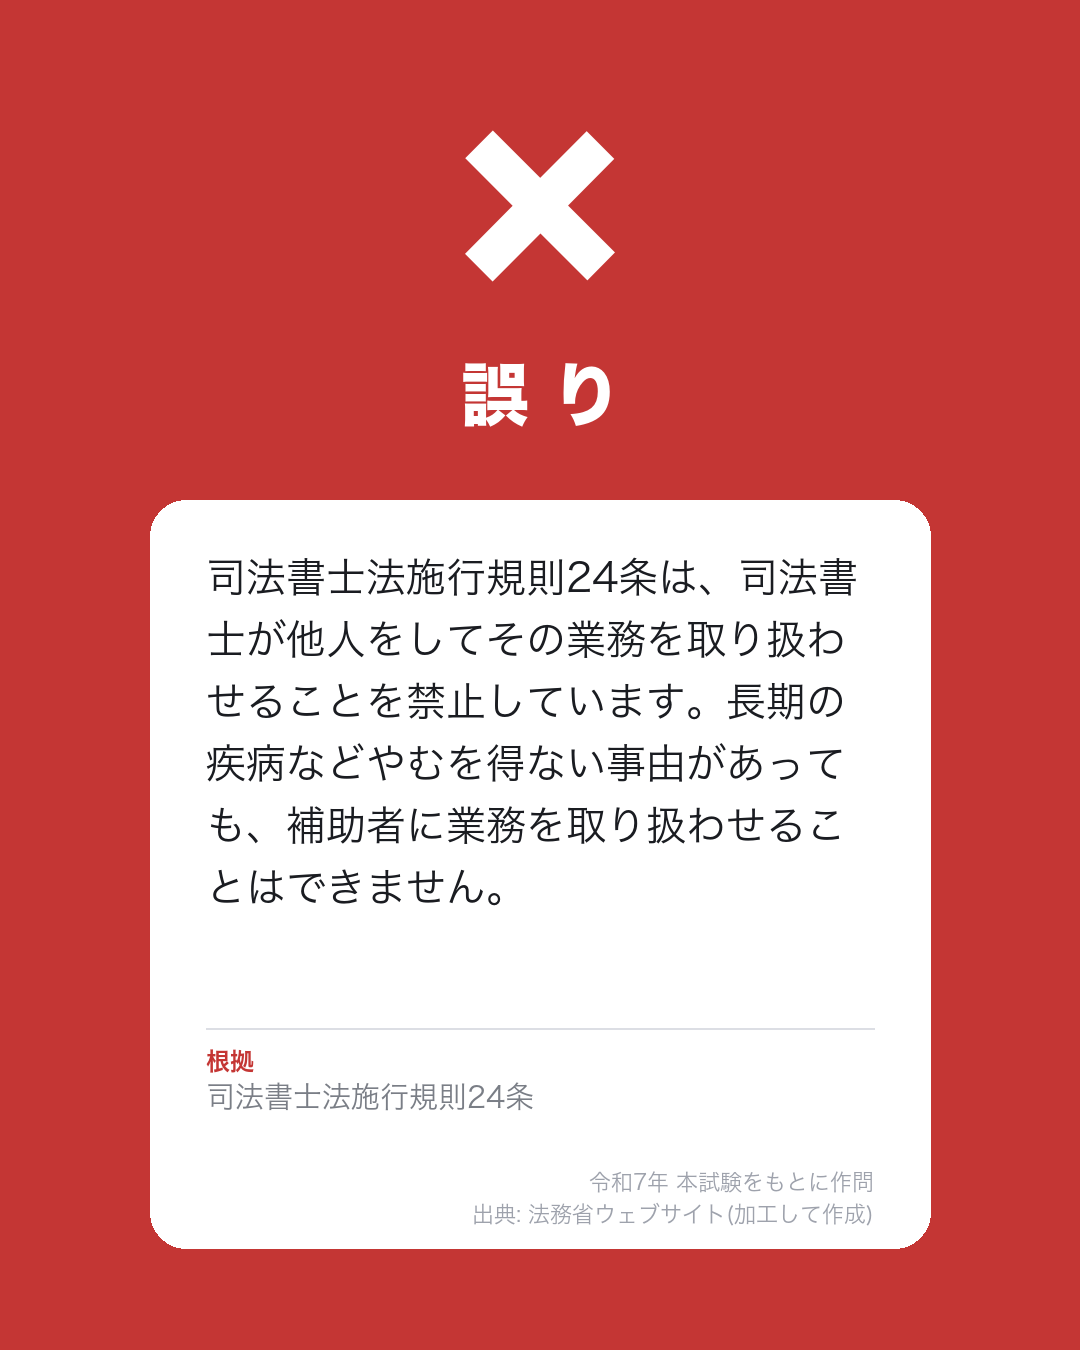 誤り
司法書士法施行規則24条は、司法書
士が他人をしてその業務を取り扱わ
せることを禁止しています。長期の
疾病などやむを得ない事由があって
も、補助者に業務を取り扱わせるこ
とはできません。
根拠
司法書士法施行規則24条
令和7年 本試験をもとに作問
出典: 法務省ウェブサイト(加工して作成)